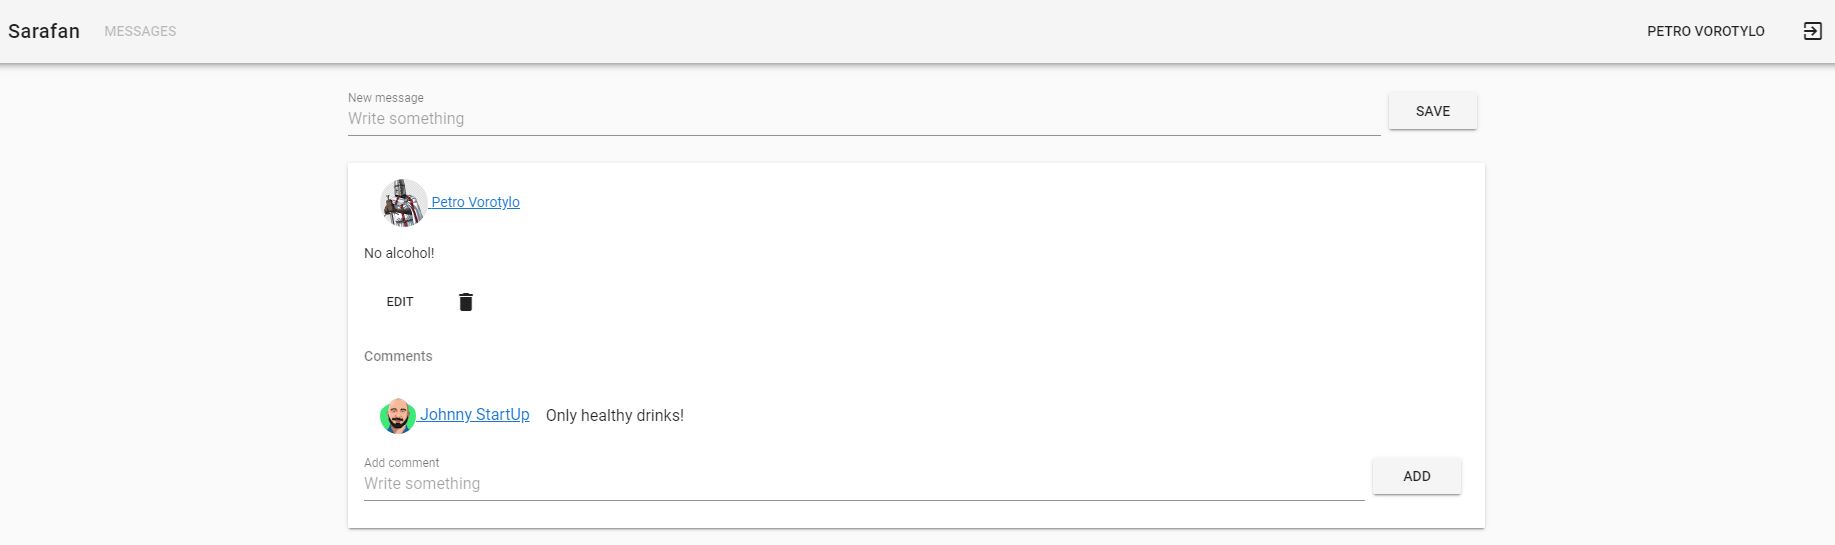 Sarafan MESSAGES PETRO VOROTYLO
New message
Write something
SAVE
Petro Vorotylo
No alcohol!
EDIT
Comments
Johnny StartUp Only healthy drinks!
Add comment
Write something
ADD